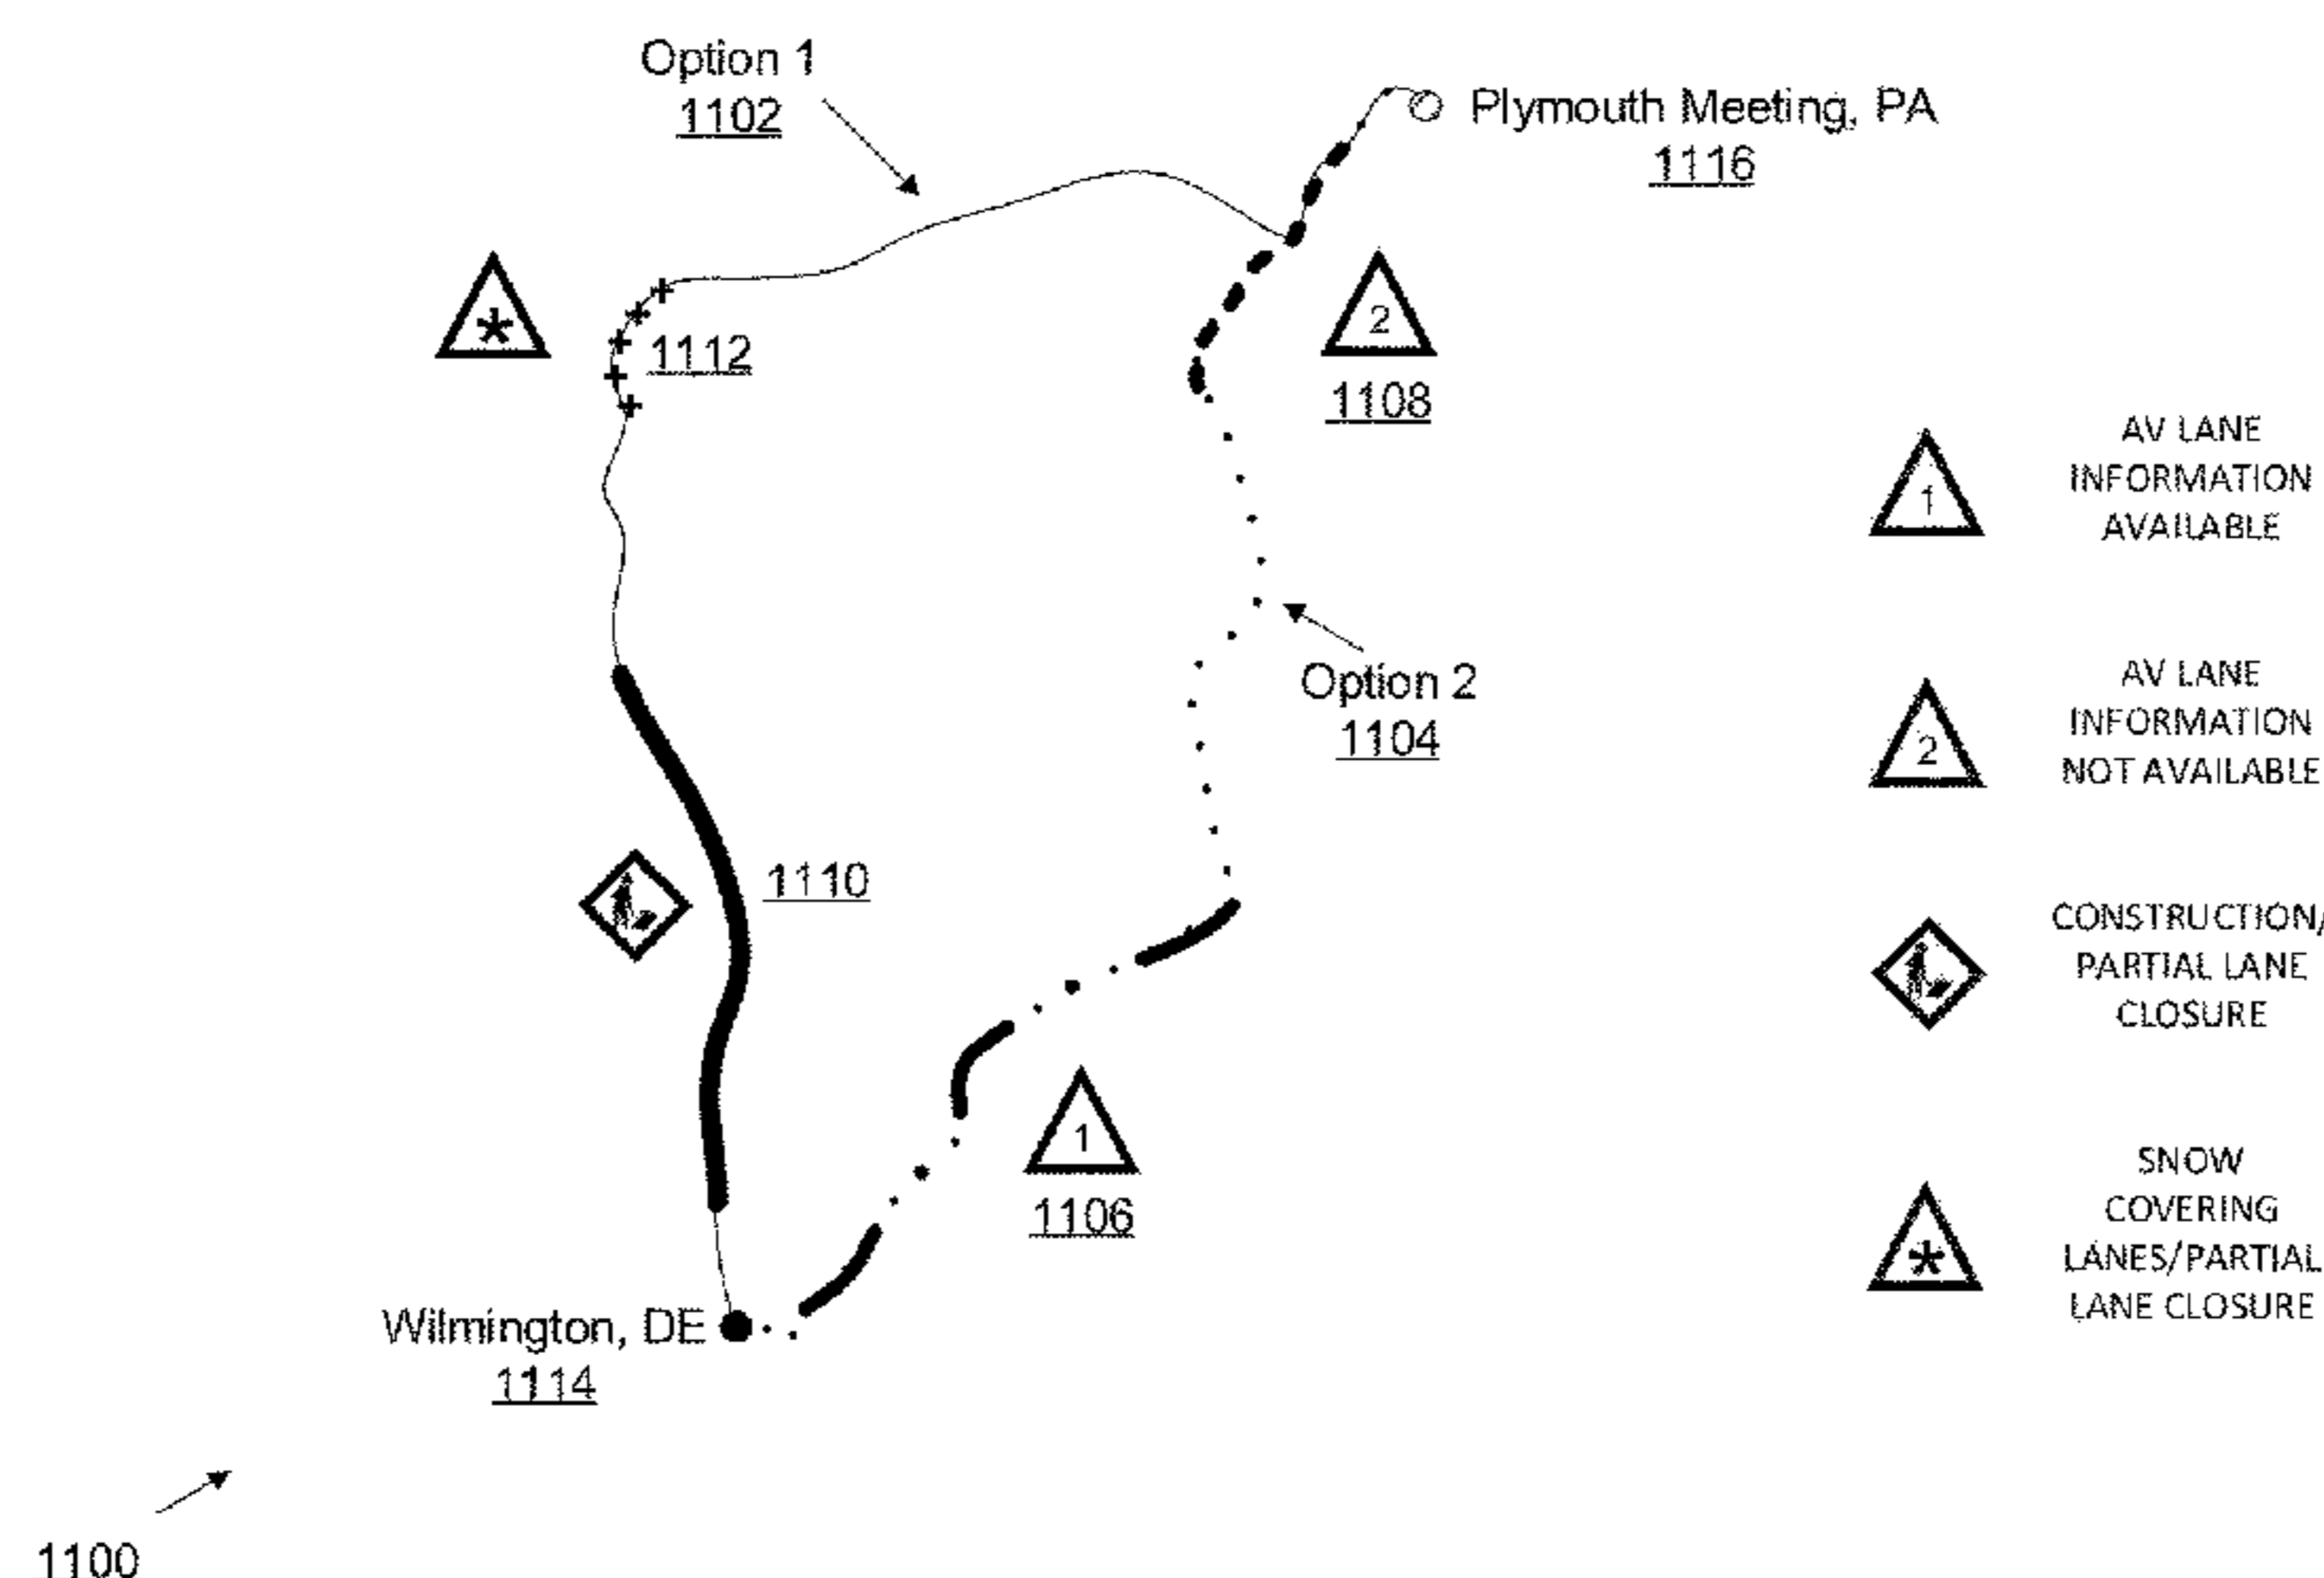 Option 1
1102
Plymouth Meeting, PA
1116
*
1112
2
1108
Option 2
1104
1110
1
1106
Wilmington, DE
1114
1100
1
AV LANE
INFORMATION
AVAILABLE
2
AV LANE
INFORMATION
NOT AVAILABLE
CONSTRUCTION/
PARTIAL LANE
CLOSURE
*
SNOW
COVERING
LANES/PARTIAL
LANE CLOSURE